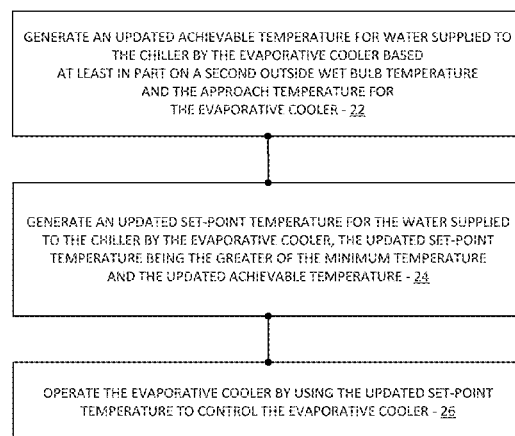 GENERATE AN UPDATED ACHIEVABLE TEMPERATURE FOR WATER SUPPLIED TO
THE CHILLER BY THE EVAPORATIVE COOLER BASED
AT LEAST IN PART ON A SECOND OUTSIDE WET BULB TEMPERATURE
AND THE APPROACH TEMPERATURE FOR
THE EVAPORATIVE COOLER - 22
GENERATE AN UPDATED SET-POINT TEMPERATURE FOR THE WATER SUPPLIED
TO THE CHILLER BY THE EVAPORATIVE COOLER, THE UPDATED SET-POINT
TEMPERATURE BEING THE GREATER OF THE MINIMUM TEMPERATURE
AND THE UPDATED ACHIEVABLE TEMPERATURE - 24
OPERATE THE EVAPORATIVE COOLER BY USING THE UPDATED SET-POINT
TEMPERATURE TO CONTROL THE EVAPORATIVE COOLER - 26